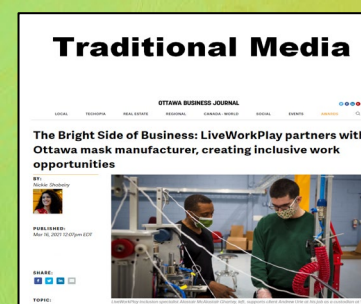 Traditional Media
OTTAWA BUSINESS JOURNAL
LOCAL TECHOPIA REAL ESTATE REGIONAL CANADA - WORLD SOCIAL EVENTS AWARDS
The Bright Side of Business: LiveWorkPlay partners with
Ottawa mask manufacturer, creating inclusive work
opportunities
BY:
PUBLISHED:
Mar 16, 2021 12:07pm EDT
SHARE:
TOPIC: